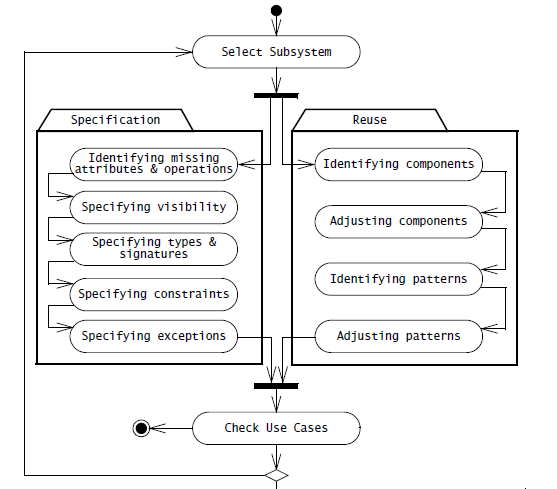 Select Subsystem
Specification
Identifying missing
attributes & operations
Specifying visibility
Specifying types &
signatures
Specifying constraints
Specifying exceptions
Reuse
Identifying components
Adjusting components
Identifying patterns
Adjusting patterns
Check Use Cases